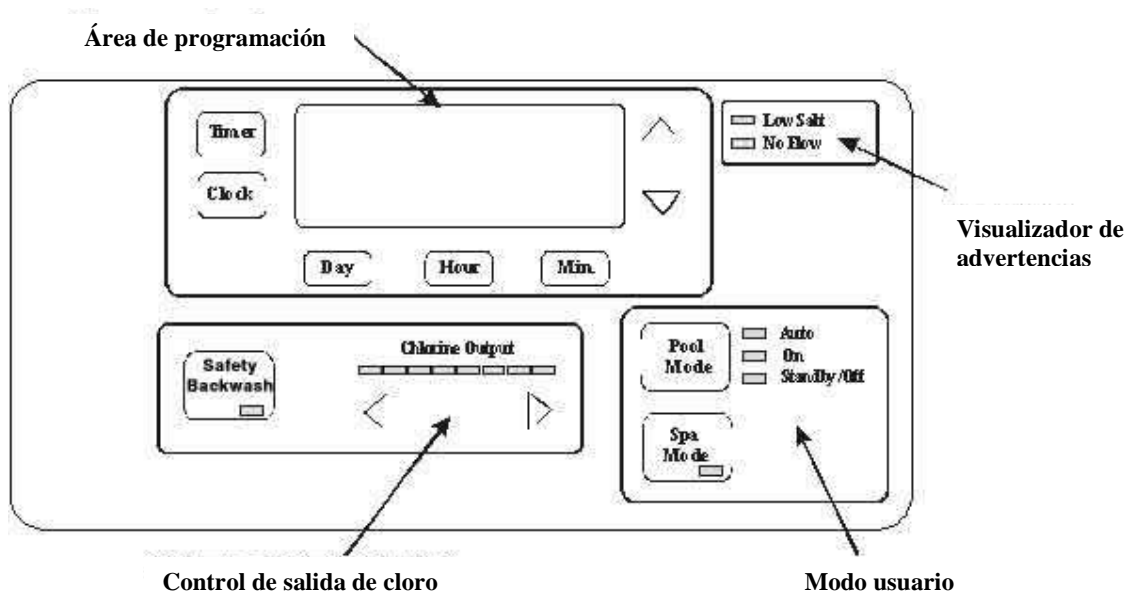 Área de programación
Timer
Clock
Low Salt
No Flow
Visualizador de
advertencias
Day
Hour
Min.
Safety
Backwash
Chlorine Output
Pool
Mode
Auto
On
Standby/Off
Spa
Mode
Control de salida de cloro
Modo usuario